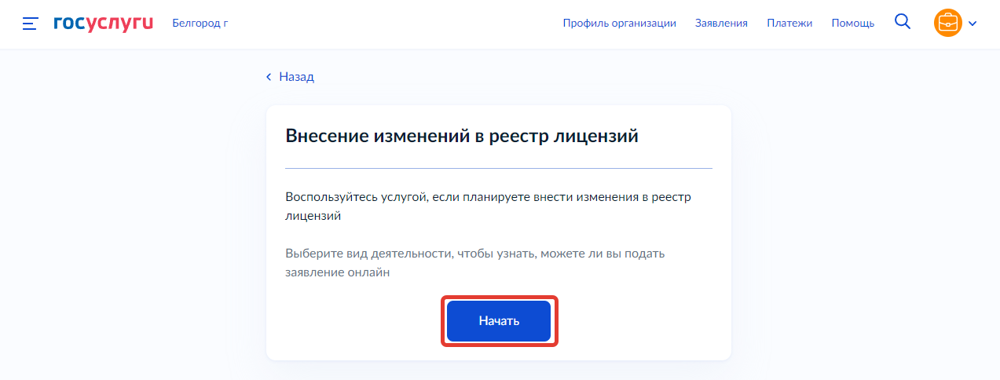 госуслуги Белгород г Профиль организации Заявления Платежи Помощь
Назад
Внесение изменений в реестр лицензий
Воспользуйтесь услугой, если планируете внести изменения в реестр
лицензий
Выберите вид деятельности, чтобы узнать, можете ли вы подать
заявление онлайн
Начать